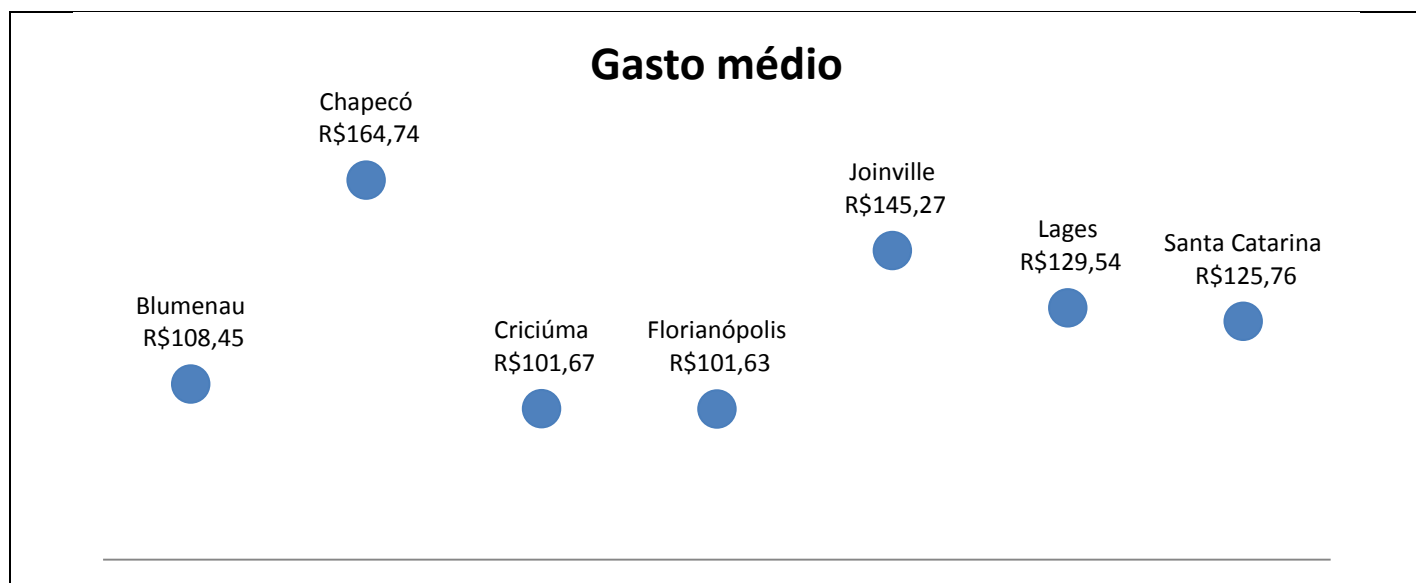 Gasto médio
Chapecó
R$164,74
Joinville
R$145,27
Lages
R$129,54
Santa Catarina
R$125,76
Blumenau
R$108,45
Criciúma
R$101,67
Florianópolis
R$101,63